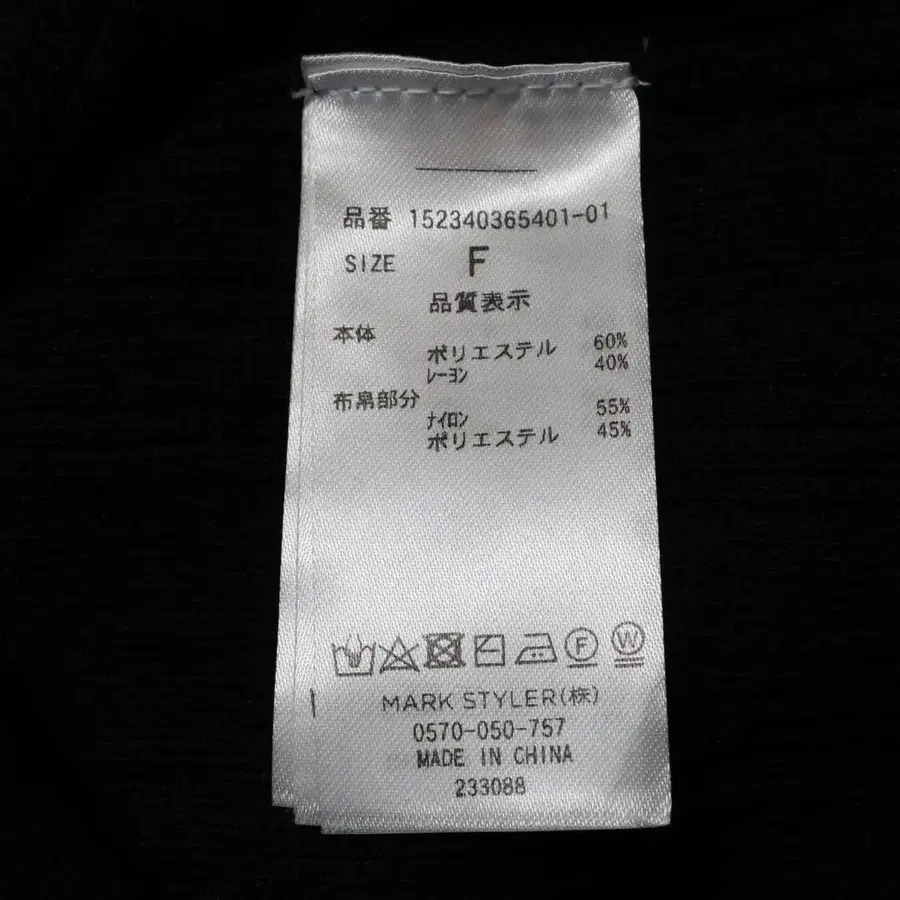 品番 152340365401-01
SIZE F
品質表示
本体
ポリエステル 60%
レーヨン 40%
布帛部分
ナイロン 55%
ポリエステル 45%
F W
MARK STYLER(株)
0570-050-757
MADE IN CHINA
233088